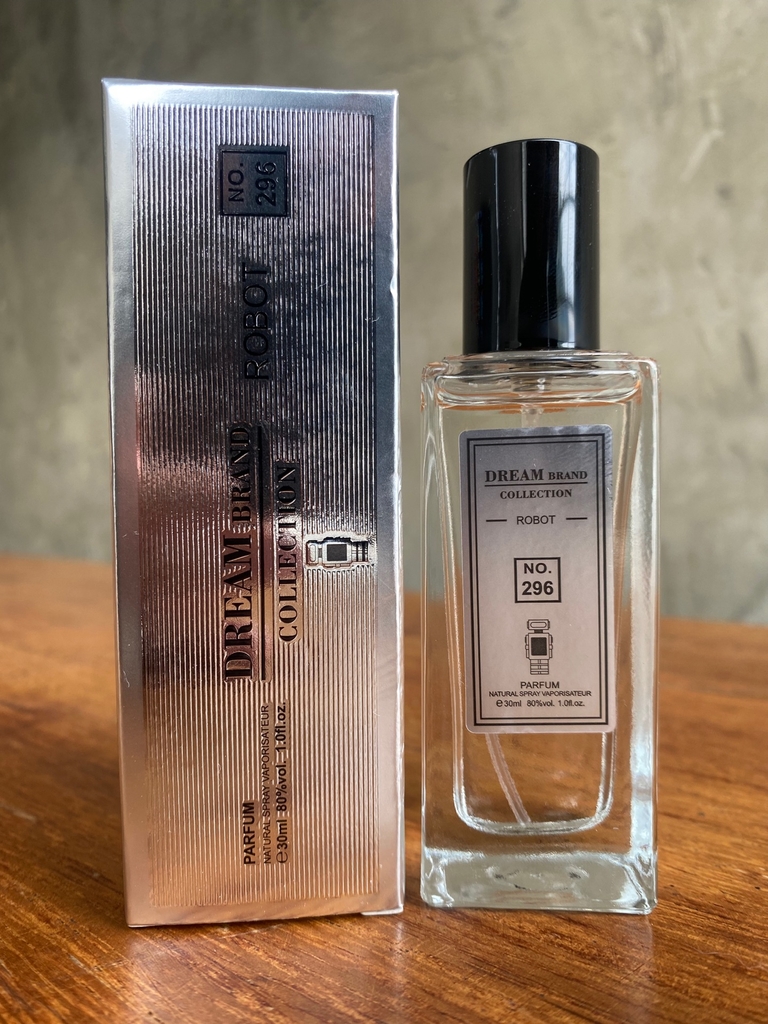 NO.
296
ROBOT
DREAM BRAND
COLLECTION
PARFUM
NATURAL SPRAY VAPORISATEUR
℮30ml 80%vol. 1.0fl.oz.
DREAM BRAND
COLLECTION
ROBOT
NO.
296
PARFUM
NATURAL SPRAY VAPORISATEUR
℮30ml 80%vol. 1.0fl.oz.